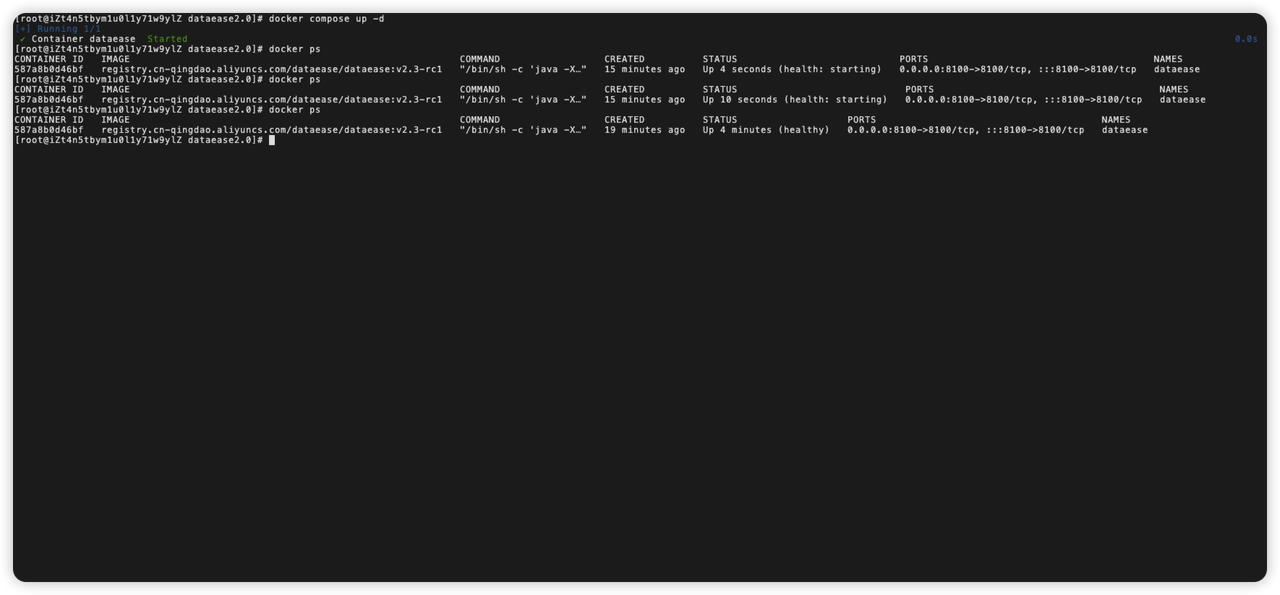 [root@iZt4n5tbym1u0l1y71w9ylZ dataease2.0]# docker compose up -d
[+] Running 1/1
✔ Container dataease  Started 0.0s
[root@iZt4n5tbym1u0l1y71w9ylZ dataease2.0]# docker ps
CONTAINER ID   IMAGE   COMMAND   CREATED   STATUS   PORTS   NAMES
587a8b0d46bf   registry.cn-qingdao.aliyuncs.com/dataease/dataease:v2.3-rc1   "/bin/sh -c 'java -X…"   15 minutes ago   Up 4 seconds (health: starting)   0.0.0.0:8100->8100/tcp, :::8100->8100/tcp   dataease
[root@iZt4n5tbym1u0l1y71w9ylZ dataease2.0]# docker ps
CONTAINER ID   IMAGE   COMMAND   CREATED   STATUS   PORTS   NAMES
587a8b0d46bf   registry.cn-qingdao.aliyuncs.com/dataease/dataease:v2.3-rc1   "/bin/sh -c 'java -X…"   15 minutes ago   Up 10 seconds (health: starting)   0.0.0.0:8100->8100/tcp, :::8100->8100/tcp   dataease
[root@iZt4n5tbym1u0l1y71w9ylZ dataease2.0]# docker ps
CONTAINER ID   IMAGE   COMMAND   CREATED   STATUS   PORTS   NAMES
587a8b0d46bf   registry.cn-qingdao.aliyuncs.com/dataease/dataease:v2.3-rc1   "/bin/sh -c 'java -X…"   19 minutes ago   Up 4 minutes (healthy)   0.0.0.0:8100->8100/tcp, :::8100->8100/tcp   dataease
[root@iZt4n5tbym1u0l1y71w9ylZ dataease2.0]#